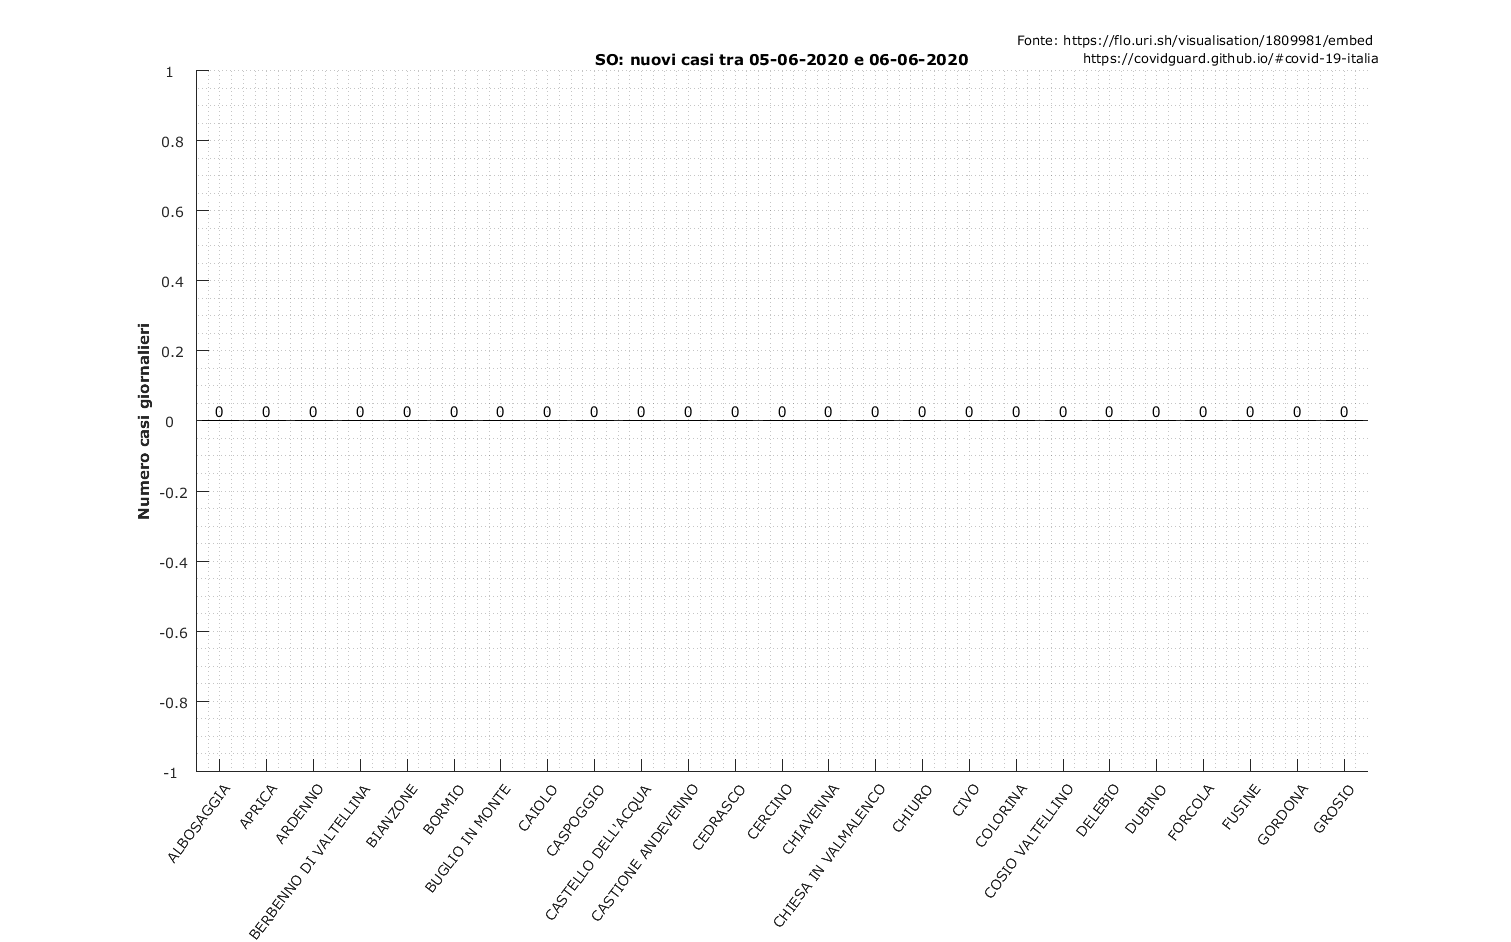 Fonte: https://flo.uri.sh/visualisation/1809981/embed
https://covidguard.github.io/#covid-19-italia
SO: nuovi casi tra 05-06-2020 e 06-06-2020
Numero casi giornalieri
1
0.8
0.6
0.4
0.2
0
-0.2
-0.4
-0.6
-0.8
-1
0 0 0 0 0 0 0 0 0 0 0 0 0 0 0 0 0 0 0 0 0 0 0 0 0
ALBOSAGGIA
APRICA
ARDENNO
BERBENNO DI VALTELLINA
BIANZONE
BORMIO
BUGLIO IN MONTE
CAIOLO
CASPOGGIO
CASTELLO DELL'ACQUA
CASTIONE ANDEVENNO
CEDRASCO
CERCINO
CHIAVENNA
CHIESA IN VALMALENCO
CHIURO
CIVO
COLORINA
COSIO VALTELLINO
DELEBIO
DUBINO
FORCOLA
FUSINE
GORDONA
GROSIO